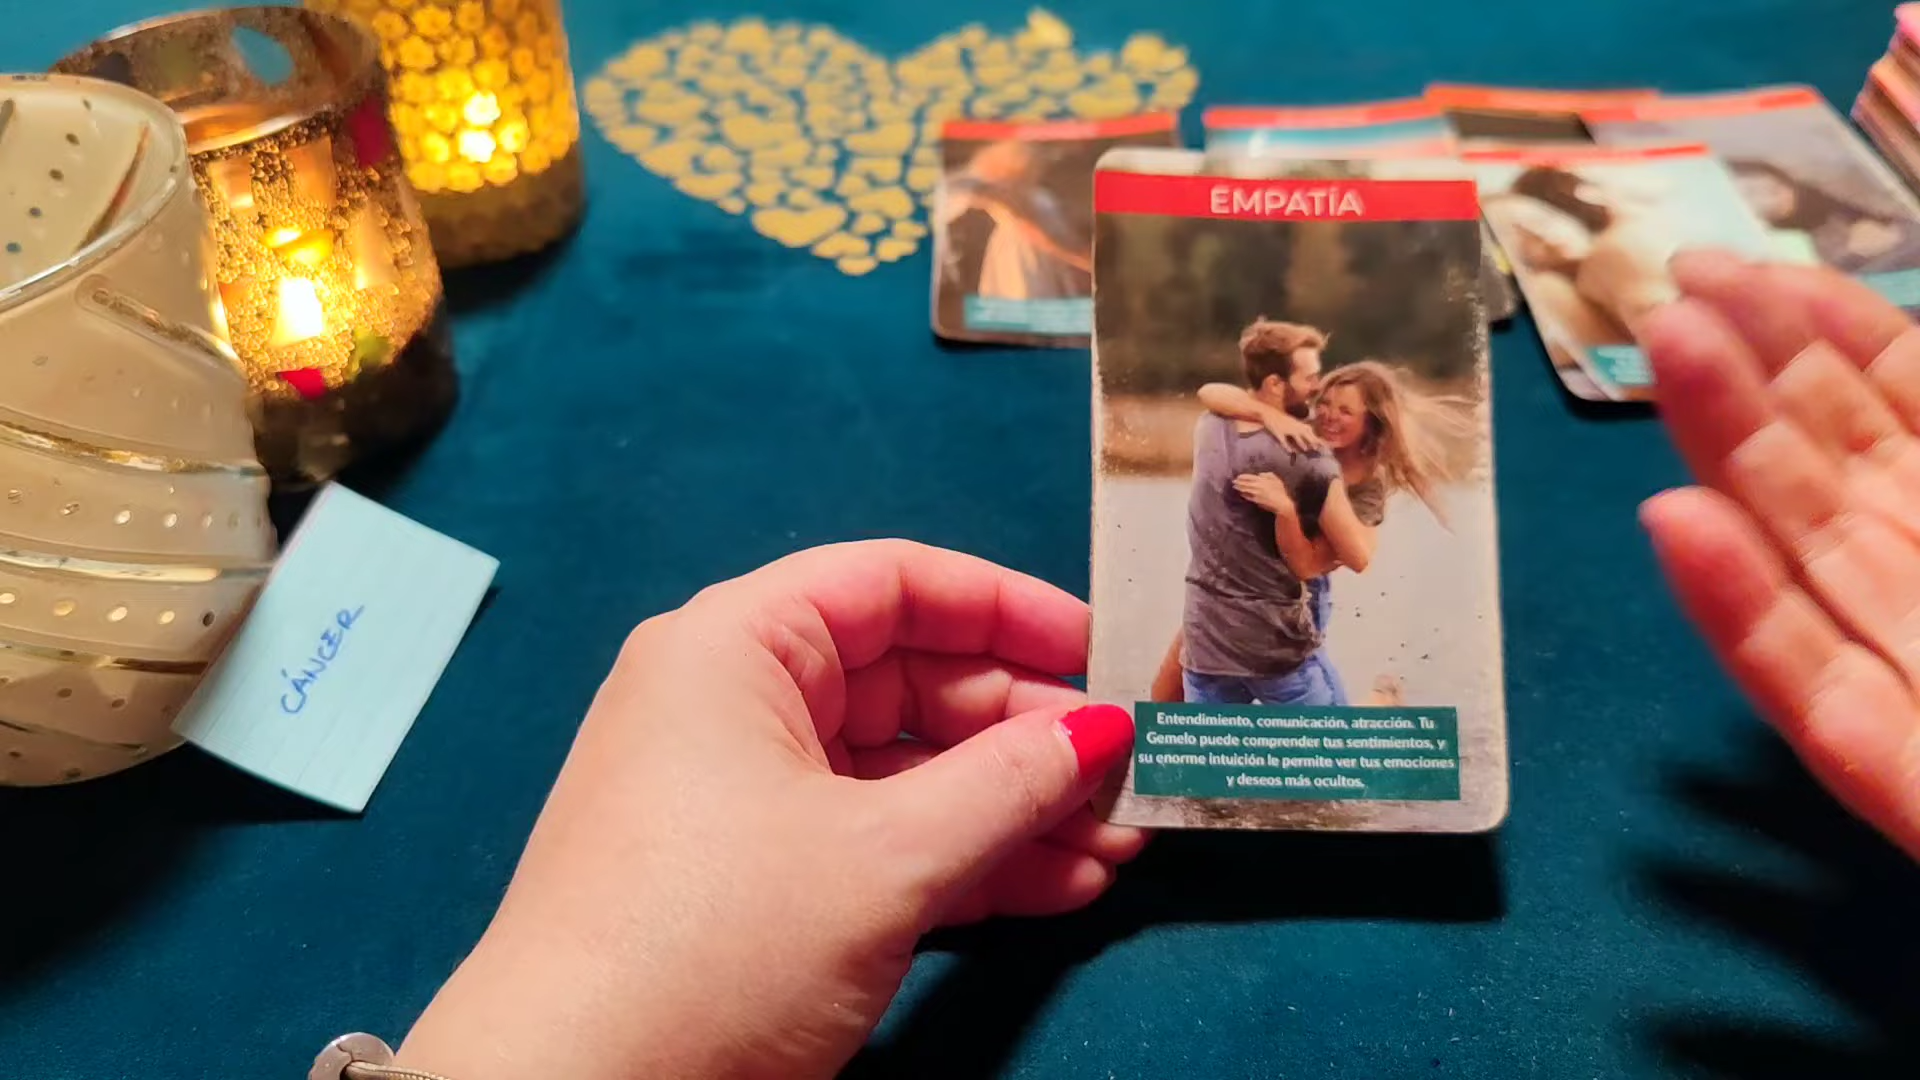 EMPATÍA
CÁNCER
Entendimiento, comunicación, atracción. Tu
Gemelo puede comprender tus sentimientos, y
su enorme intuición le permite ver tus emociones
y deseos más ocultos.